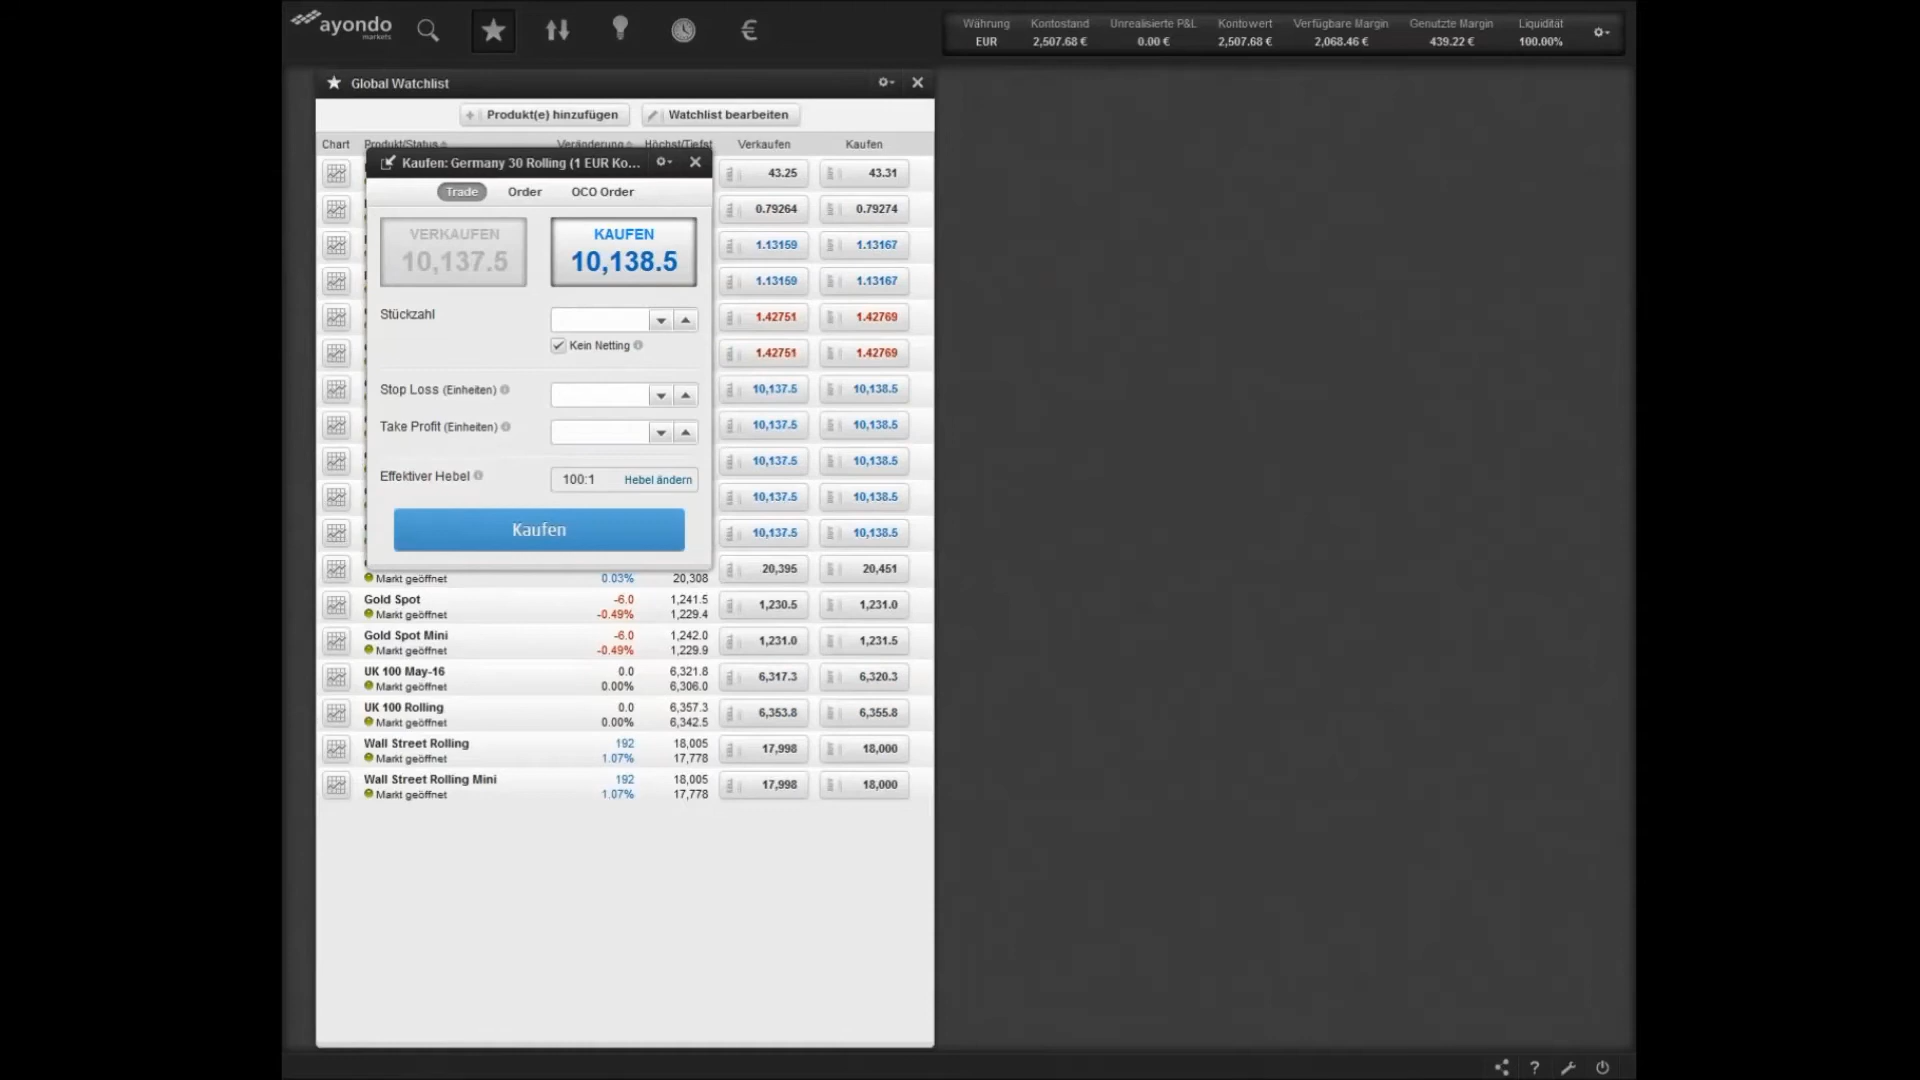 ayondo
markets
Währung Kontostand Unrealisierte P&L Kontowert Verfügbare Margin Genutzte Margin Liquidität
EUR 2,507.68 € 0.00 € 2,507.68 € 2,068.46 € 439.22 € 100.00%
Global Watchlist
Produkt(e) hinzufügen Watchlist bearbeiten
Chart Produkt/Status Veränderung Höchst/Tiefst Verkaufen Kaufen
Kaufen: Germany 30 Rolling (1 EUR Ko...
Trade Order OCO Order
VERKAUFEN KAUFEN
10,137.5 10,138.5
Stückzahl
Kein Netting
Stop Loss (Einheiten)
Take Profit (Einheiten)
Effektiver Hebel 100:1 Hebel ändern
Kaufen
43.25 43.31
0.79264 0.79274
1.13159 1.13167
1.13159 1.13167
1.42751 1.42769
1.42751 1.42769
10,137.5 10,138.5
10,137.5 10,138.5
10,137.5 10,138.5
10,137.5 10,138.5
10,137.5 10,138.5
20,395 20,451
Markt geöffnet 0.03% 20,308
Gold Spot -6.0 1,241.5 1,230.5 1,231.0
Markt geöffnet -0.49% 1,229.4
Gold Spot Mini -6.0 1,242.0 1,231.0 1,231.5
Markt geöffnet -0.49% 1,229.9
UK 100 May-16 0.0 6,321.8 6,317.3 6,320.3
Markt geöffnet 0.00% 6,306.0
UK 100 Rolling 0.0 6,357.3 6,353.8 6,355.8
Markt geöffnet 0.00% 6,342.5
Wall Street Rolling 192 18,005 17,998 18,000
Markt geöffnet 1.07% 17,778
Wall Street Rolling Mini 192 18,005 17,998 18,000
Markt geöffnet 1.07% 17,778